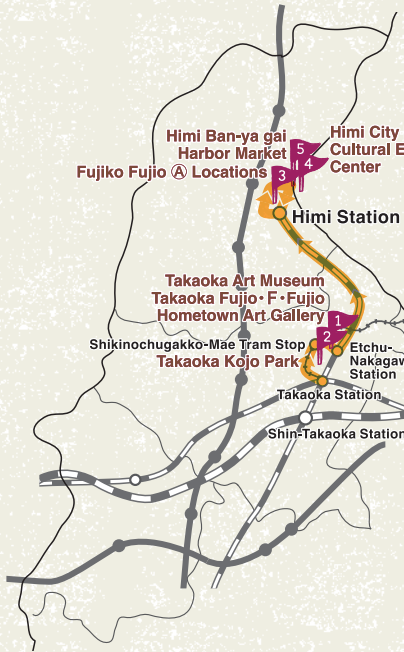 Himi Ban-ya gai
Harbor Market
Fujiko Fujio Ⓐ Locations
5
4
3
Himi City
Cultural E
Center
Himi Station
Takaoka Art Museum
Takaoka Fujio・F・Fujio
Hometown Art Gallery
1
2
Shikinochugakko-Mae Tram Stop
Takaoka Kojo Park
Etchu-
Nakagaw
Station
Takaoka Station
Shin-Takaoka Station